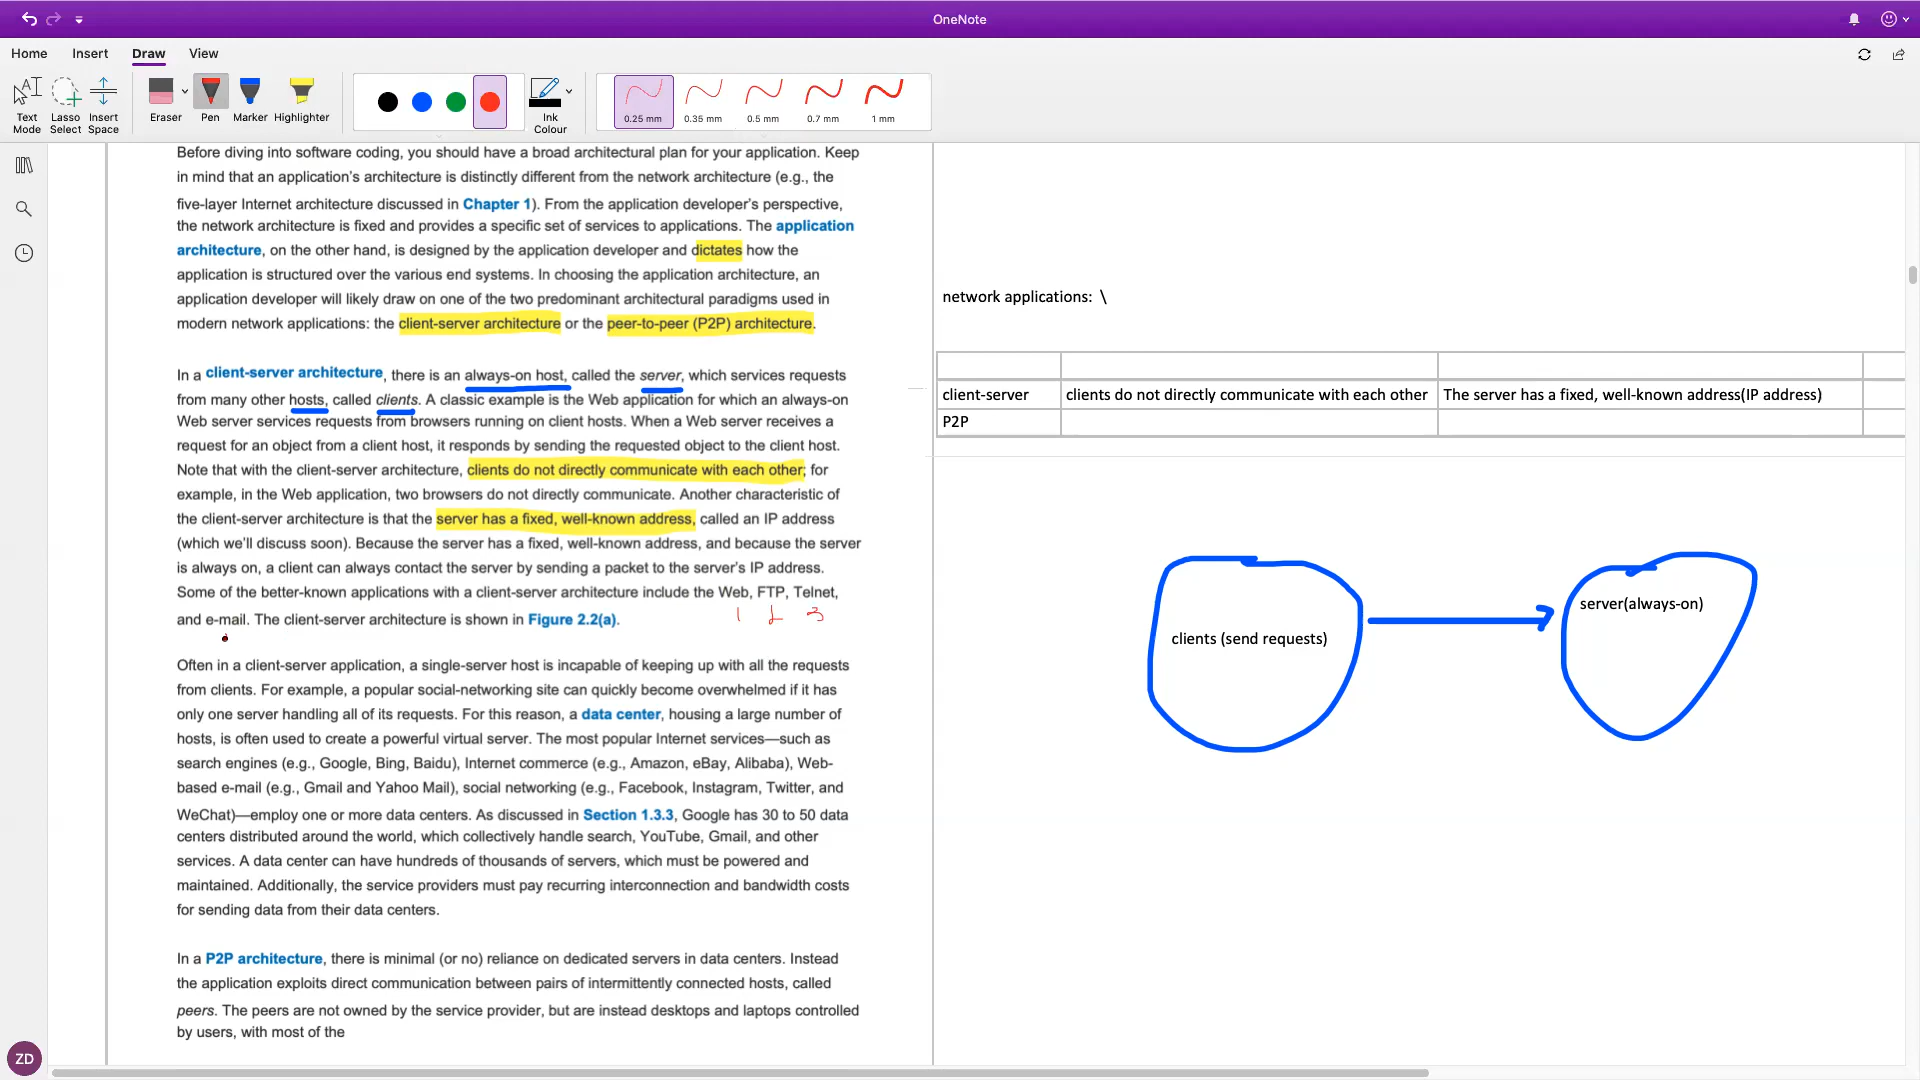 OneNote
Home Insert Draw View
Text Mode
Lasso Select
Insert Space
Eraser
Pen
Marker
Highlighter
Ink Colour
0.25 mm
0.35 mm
0.5 mm
0.7 mm
1 mm
Before diving into software coding, you should have a broad architectural plan for your application. Keep
in mind that an application's architecture is distinctly different from the network architecture (e.g., the
five-layer Internet architecture discussed in Chapter 1). From the application developer's perspective,
the network architecture is fixed and provides a specific set of services to applications. The application
architecture, on the other hand, is designed by the application developer and dictates how the
application is structured over the various end systems. In choosing the application architecture, an
application developer will likely draw on one of the two predominant architectural paradigms used in
modern network applications: the client-server architecture or the peer-to-peer (P2P) architecture.
In a client-server architecture, there is an always-on host, called the server, which services requests
from many other hosts, called clients. A classic example is the Web application for which an always-on
Web server services requests from browsers running on client hosts. When a Web server receives a
request for an object from a client host, it responds by sending the requested object to the client host.
Note that with the client-server architecture, clients do not directly communicate with each other; for
example, in the Web application, two browsers do not directly communicate. Another characteristic of
the client-server architecture is that the server has a fixed, well-known address, called an IP address
(which we'll discuss soon). Because the server has a fixed, well-known address, and because the server
is always on, a client can always contact the server by sending a packet to the server's IP address.
Some of the better-known applications with a client-server architecture include the Web, FTP, Telnet,
and e-mail. The client-server architecture is shown in Figure 2.2(a).
1 2 3
Often in a client-server application, a single-server host is incapable of keeping up with all the requests
from clients. For example, a popular social-networking site can quickly become overwhelmed if it has
only one server handling all of its requests. For this reason, a data center, housing a large number of
hosts, is often used to create a powerful virtual server. The most popular Internet services—such as
search engines (e.g., Google, Bing, Baidu), Internet commerce (e.g., Amazon, eBay, Alibaba), Web-
based e-mail (e.g., Gmail and Yahoo Mail), social networking (e.g., Facebook, Instagram, Twitter, and
WeChat)—employ one or more data centers. As discussed in Section 1.3.3, Google has 30 to 50 data
centers distributed around the world, which collectively handle search, YouTube, Gmail, and other
services. A data center can have hundreds of thousands of servers, which must be powered and
maintained. Additionally, the service providers must pay recurring interconnection and bandwidth costs
for sending data from their data centers.
In a P2P architecture, there is minimal (or no) reliance on dedicated servers in data centers. Instead
the application exploits direct communication between pairs of intermittently connected hosts, called
peers. The peers are not owned by the service provider, but are instead desktops and laptops controlled
by users, with most of the
network applications: \
client-server clients do not directly communicate with each other The server has a fixed, well-known address(IP address)
P2P
clients (send requests)
server(always-on)
ZD